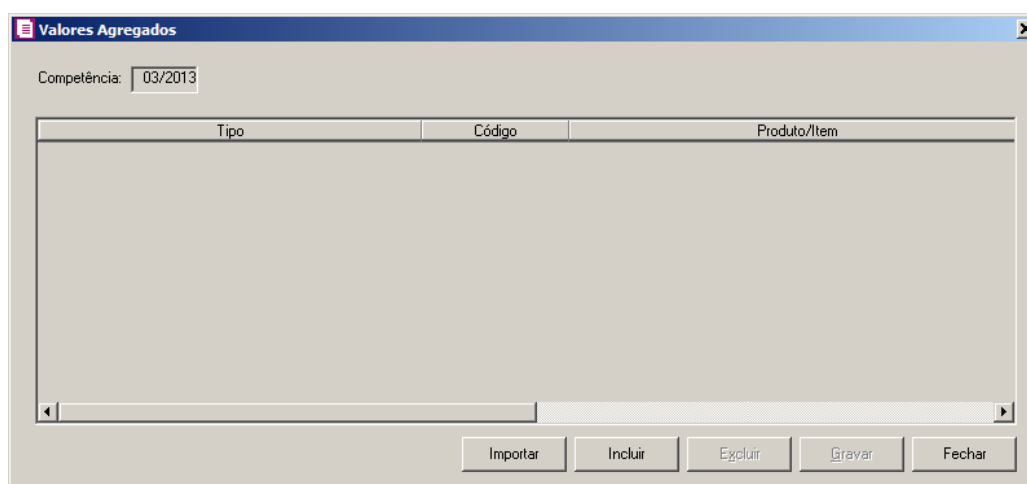 Valores Agregados
Competência: 03/2013
Tipo Código Produto/Item
Importar Incluir Excluir Gravar Fechar